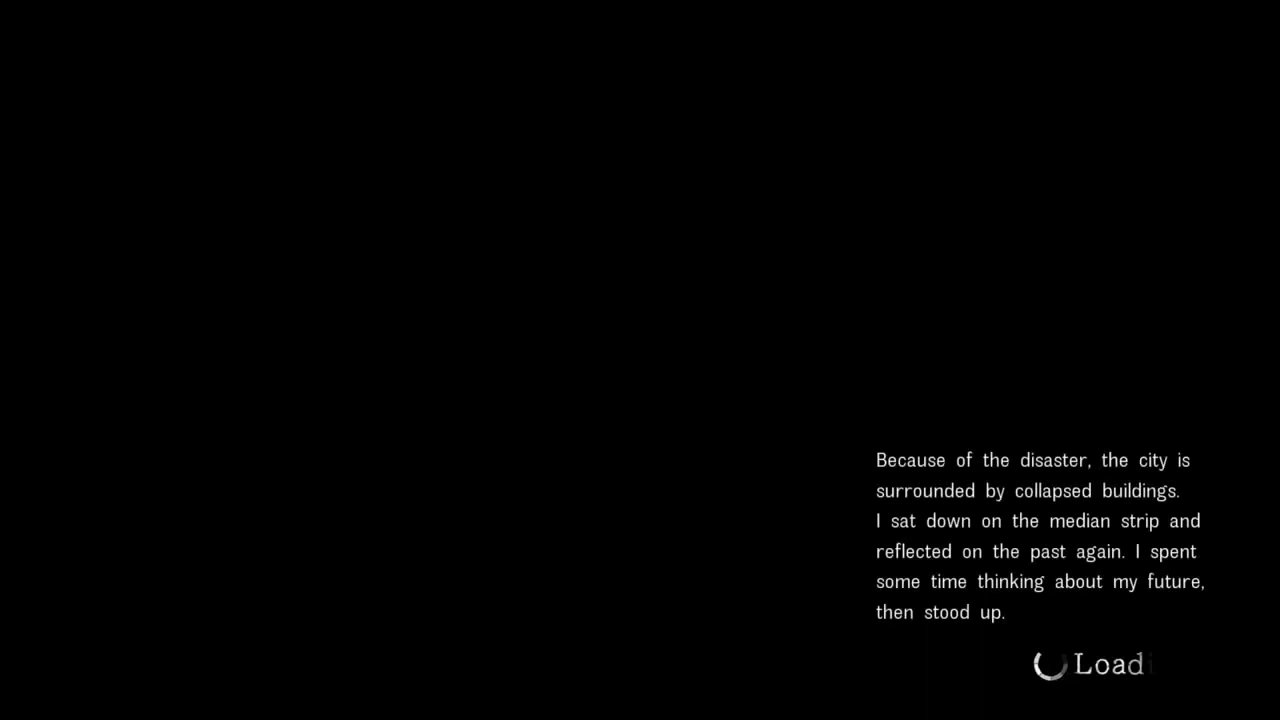 Because of the disaster, the city is
surrounded by collapsed buildings.
I sat down on the median strip and
reflected on the past again. I spent
some time thinking about my future,
then stood up.
Loadi